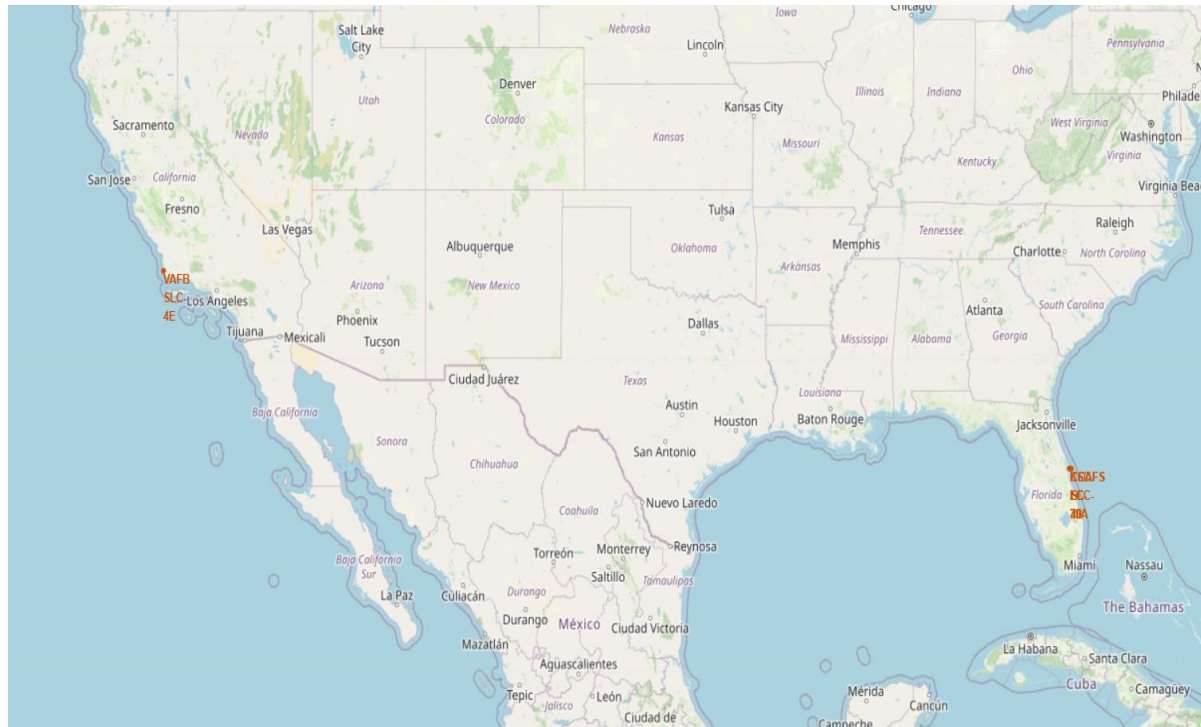 Chicago
Iowa
Nebraska
Pennsylvania
Salt Lake
City
Lincoln
Ohio
Denver
Illinois
Indiana
Utah
Kansas City
Philade
Sacramento
Nevada
Colorado
Kansas
Missouri
West Virginia
Washington
Virginia
Kentucky
San Jose
California
Virginia Bea
Fresno
Tulsa
Las Vegas
Raleigh
Tennessee
Albuquerque
Oklahoma
Memphis
Charlotte
North Carolina
Arkansas
VAFB
SLC-
4E
Arizona
New Mexico
Los Angeles
South Carolina
Atlanta
Phoenix
Dallas
Tijuana
Mexicali
Tucson
Mississippi
Alabama
Georgia
Ciudad Juárez
Texas
Louisiana
Austin
Baja California
Houston
Baton Rouge
Jacksonville
Sonora
San Antonio
Chihuahua
Florida
Nuevo Laredo
Coahuila
Reynosa
Torreón
Monterrey
Baja California
Sur
Miami
Nassau
Saltillo
Tamaulipas
Durango
La Paz
Culiacán
The Bahamas
Durango
México
Ciudad Victoria
Mazatlán
La Habana
Santa Clara
Aguascalientes
Cuba
Tepic
León
Mérida
Cancún
Camagüey
Jalisco
Ciudad de
Campeche